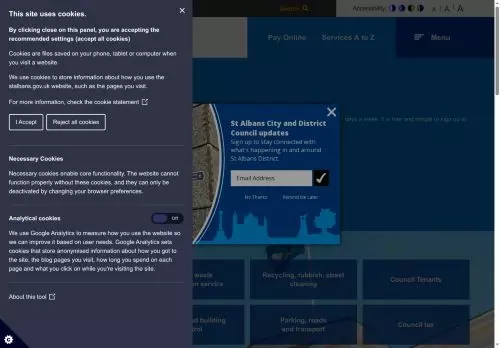 This site uses cookies.
By clicking close on this panel, you are accepting the
recommended settings (accept all cookies)
Cookies are files saved on your phone, tablet or computer when
you visit a website.
We use cookies to store information about how you use the
stalbans.gov.uk website, such as the pages you visit.
For more information, check the cookie statement
I Accept
Reject all cookies
Necessary Cookies
Necessary cookies enable core functionality. The website cannot
function properly without these cookies, and they can only be
deactivated by changing your browser preferences.
Analytical cookies
Off
We use Google Analytics to measure how you use the website so
we can improve it based on user needs. Google Analytics sets
cookies that store anonymised information about how you got to
the site, the blog pages you visit, how long you spend on each
page and what you click on while you're visiting the site.
About this tool
Search
Accessibility
A A A
Pay Online
Services A to Z
Menu
days a week. It is free and simple to sign up to
St Albans City and District
Council updates
Sign up to stay connected with
what's happening in and around
St Albans District.
Email Address
No Thanks
Remind Me Later
waste
on service
Recycling, rubbish, street
cleaning
Council Tenants
d building
rol
Parking, roads
and transport
Council tax